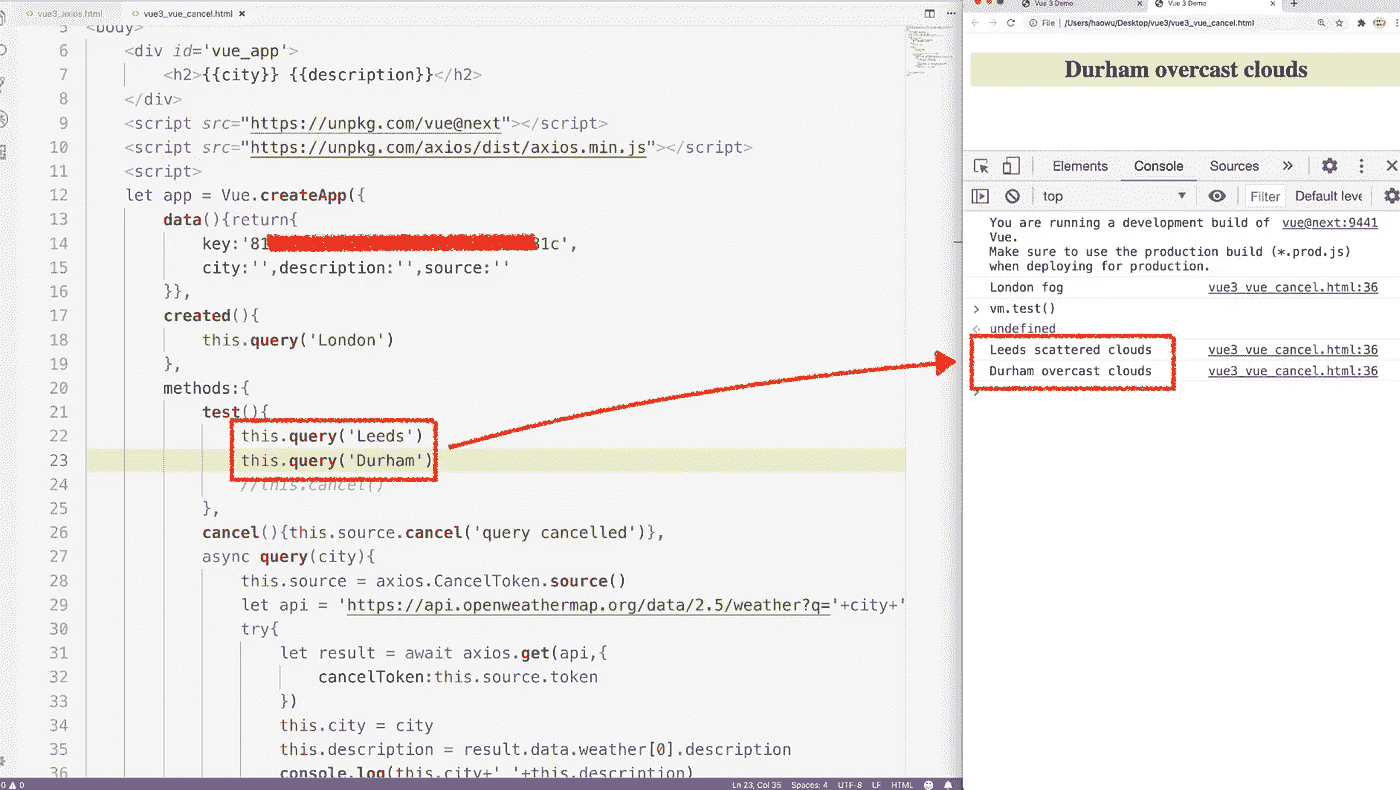 vue3_axios.html
vue3_vue_cancel.html
5 <body>
6 <div id='vue_app'>
7 <h2>{{city}} {{description}}</h2>
8 </div>
9 <script src="https://unpkg.com/vue@next"></script>
10 <script src="https://unpkg.com/axios/dist/axios.min.js"></script>
11 <script>
12 let app = Vue.createApp({
13 data(){return{
14 key:'81 31c',
15 city:'',description:'',source:''
16 }},
17 created(){
18 this.query('London')
19 },
20 methods:{
21 test(){
22 this.query('Leeds')
23 this.query('Durham')
24 //this.cancel()
25 },
26 cancel(){this.source.cancel('query cancelled')},
27 async query(city){
28 this.source = axios.CancelToken.source()
29 let api = 'https://api.openweathermap.org/data/2.5/weather?q='+city+'
30 try{
31 let result = await axios.get(api,{
32 cancelToken:this.source.token
33 })
34 this.city = city
35 this.description = result.data.weather[0].description
36 console.log(this.city+' '+this.description)
0 0
Ln 23, Col 35 Spaces: 4 UTF-8 LF HTML
Vue 3 Demo
Vue 3 Demo
File /Users/haowu/Desktop/vue3/vue3_vue_cancel.html
Durham overcast clouds
Elements Console Sources »
top Filter Default leve
You are running a development build of vue@next:9441
Vue.
Make sure to use the production build (*.prod.js)
when deploying for production.
London fog vue3_vue_cancel.html:36
> vm.test()
undefined
Leeds scattered clouds vue3_vue_cancel.html:36
Durham overcast clouds vue3_vue_cancel.html:36